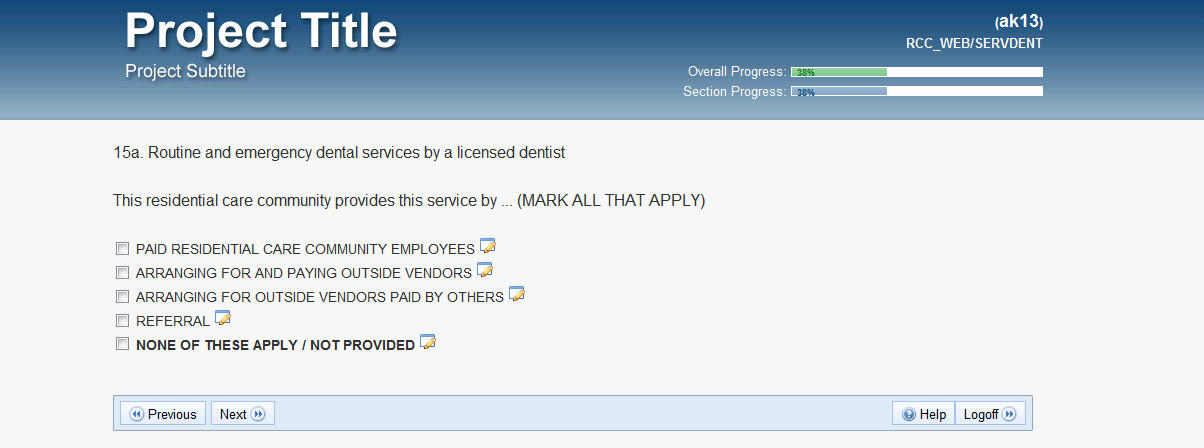 Project Title
(ak13)
RCC_WEB/SERVDENT
Project Subtitle
Overall Progress: 38%
Section Progress: 38%
15a. Routine and emergency dental services by a licensed dentist
This residential care community provides this service by ... (MARK ALL THAT APPLY)
PAID RESIDENTIAL CARE COMMUNITY EMPLOYEES
ARRANGING FOR AND PAYING OUTSIDE VENDORS
ARRANGING FOR OUTSIDE VENDORS PAID BY OTHERS
REFERRAL
NONE OF THESE APPLY / NOT PROVIDED
Previous Next Help Logoff